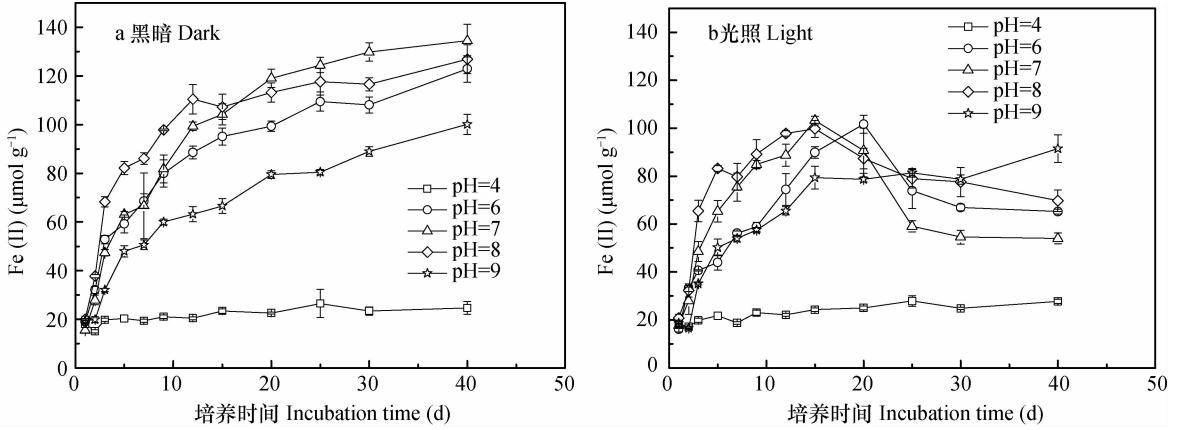 a 黑暗 Dark
Fe (II) (μmol g⁻¹)
140
120
100
80
60
40
20
0
pH=4
pH=6
pH=7
pH=8
pH=9
0 10 20 30 40 50
培养时间 Incubation time (d)
b光照 Light
Fe (II) (μmol g⁻¹)
140
120
100
80
60
40
20
0
pH=4
pH=6
pH=7
pH=8
pH=9
0 10 20 30 40 50
培养时间 Incubation time (d)